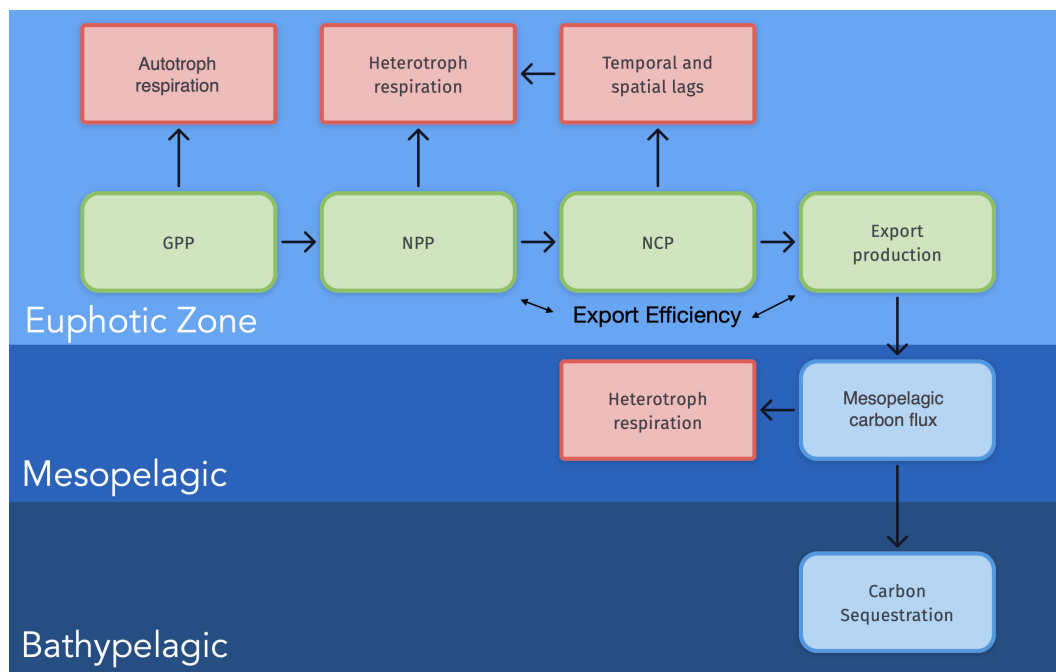 Autotroph
respiration
Heterotroph
respiration
Temporal and
spatial lags
GPP
NPP
NCP
Export
production
Export Efficiency
Euphotic Zone
Heterotroph
respiration
Mesopelagic
carbon flux
Mesopelagic
Carbon
Sequestration
Bathypelagic